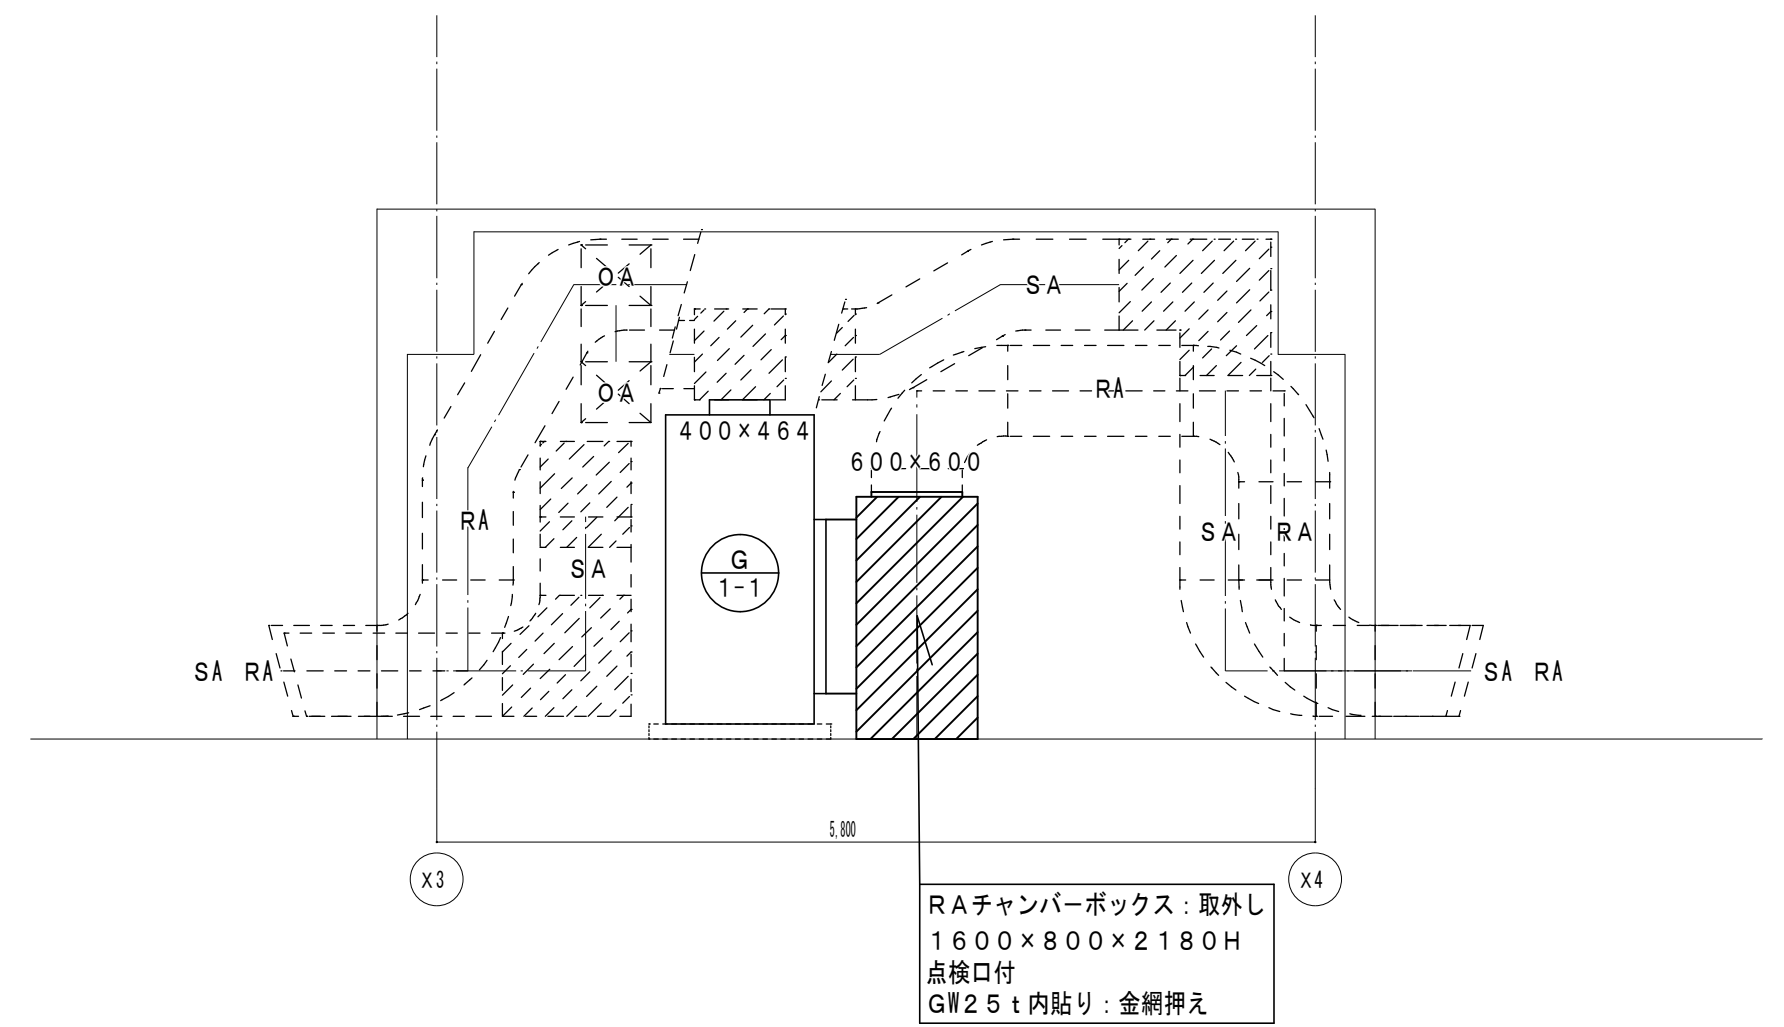 OA
SA
OA
RA
400×464
600×600
RA
SA
RA
G
1-1
SA
SA RA
SA RA
5,800
X3
X4
RAチャンバーボックス:取外し
1600×800×2180H
点検口付
GW25t内貼り:金網押え